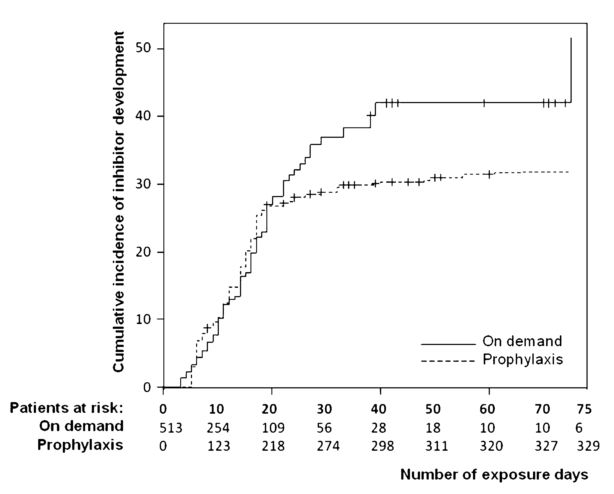 Cumulative incidence of inhibitor development
50
40
30
20
10
0
On demand
Prophylaxis
Patients at risk: 0 10 20 30 40 50 60 70 75
On demand 513 254 109 56 28 18 10 10 6
Prophylaxis 0 123 218 274 298 311 320 327 329
Number of exposure days